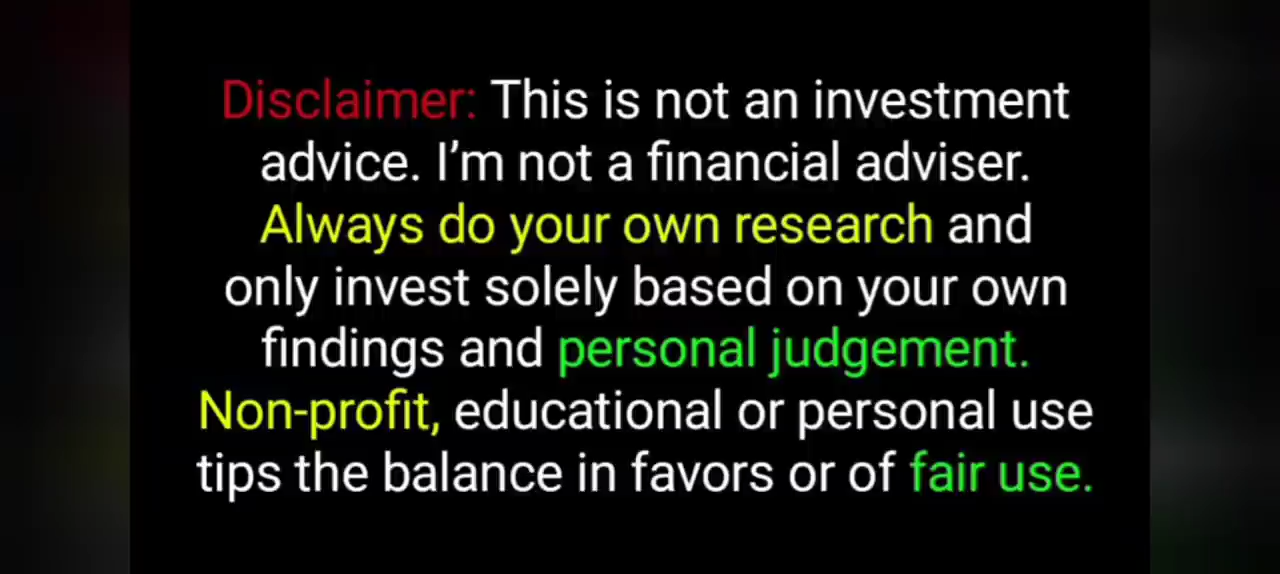 Disclaimer: This is not an investment
advice. I’m not a financial adviser.
Always do your own research and
only invest solely based on your own
findings and personal judgement.
Non-profit, educational or personal use
tips the balance in favors or of fair use.